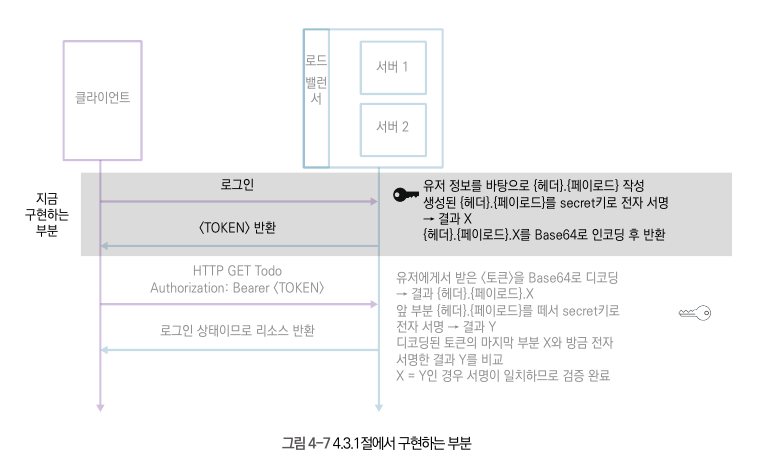 클라이언트
로드
밸런
서
서버 1
서버 2
지금
구현하는
부분
로그인
유저 정보를 바탕으로 {헤더}.{페이로드} 작성
생성된 {헤더}.{페이로드}를 secret키로 전자 서명
→ 결과 X
{헤더}.{페이로드}.X를 Base64로 인코딩 후 반환
〈TOKEN〉 반환
HTTP GET Todo
Authorization: Bearer 〈TOKEN〉
유저에게서 받은 〈토큰〉을 Base64로 디코딩
→ 결과 {헤더}.{페이로드}.X
앞 부분 {헤더}.{페이로드}를 떼서 secret키로
전자 서명 → 결과 Y
디코딩된 토큰의 마지막 부분 X와 방금 전자
서명한 결과 Y를 비교
X = Y인 경우 서명이 일치하므로 검증 완료
로그인 상태이므로 리소스 반환
그림 4-7 4.3.1절에서 구현하는 부분